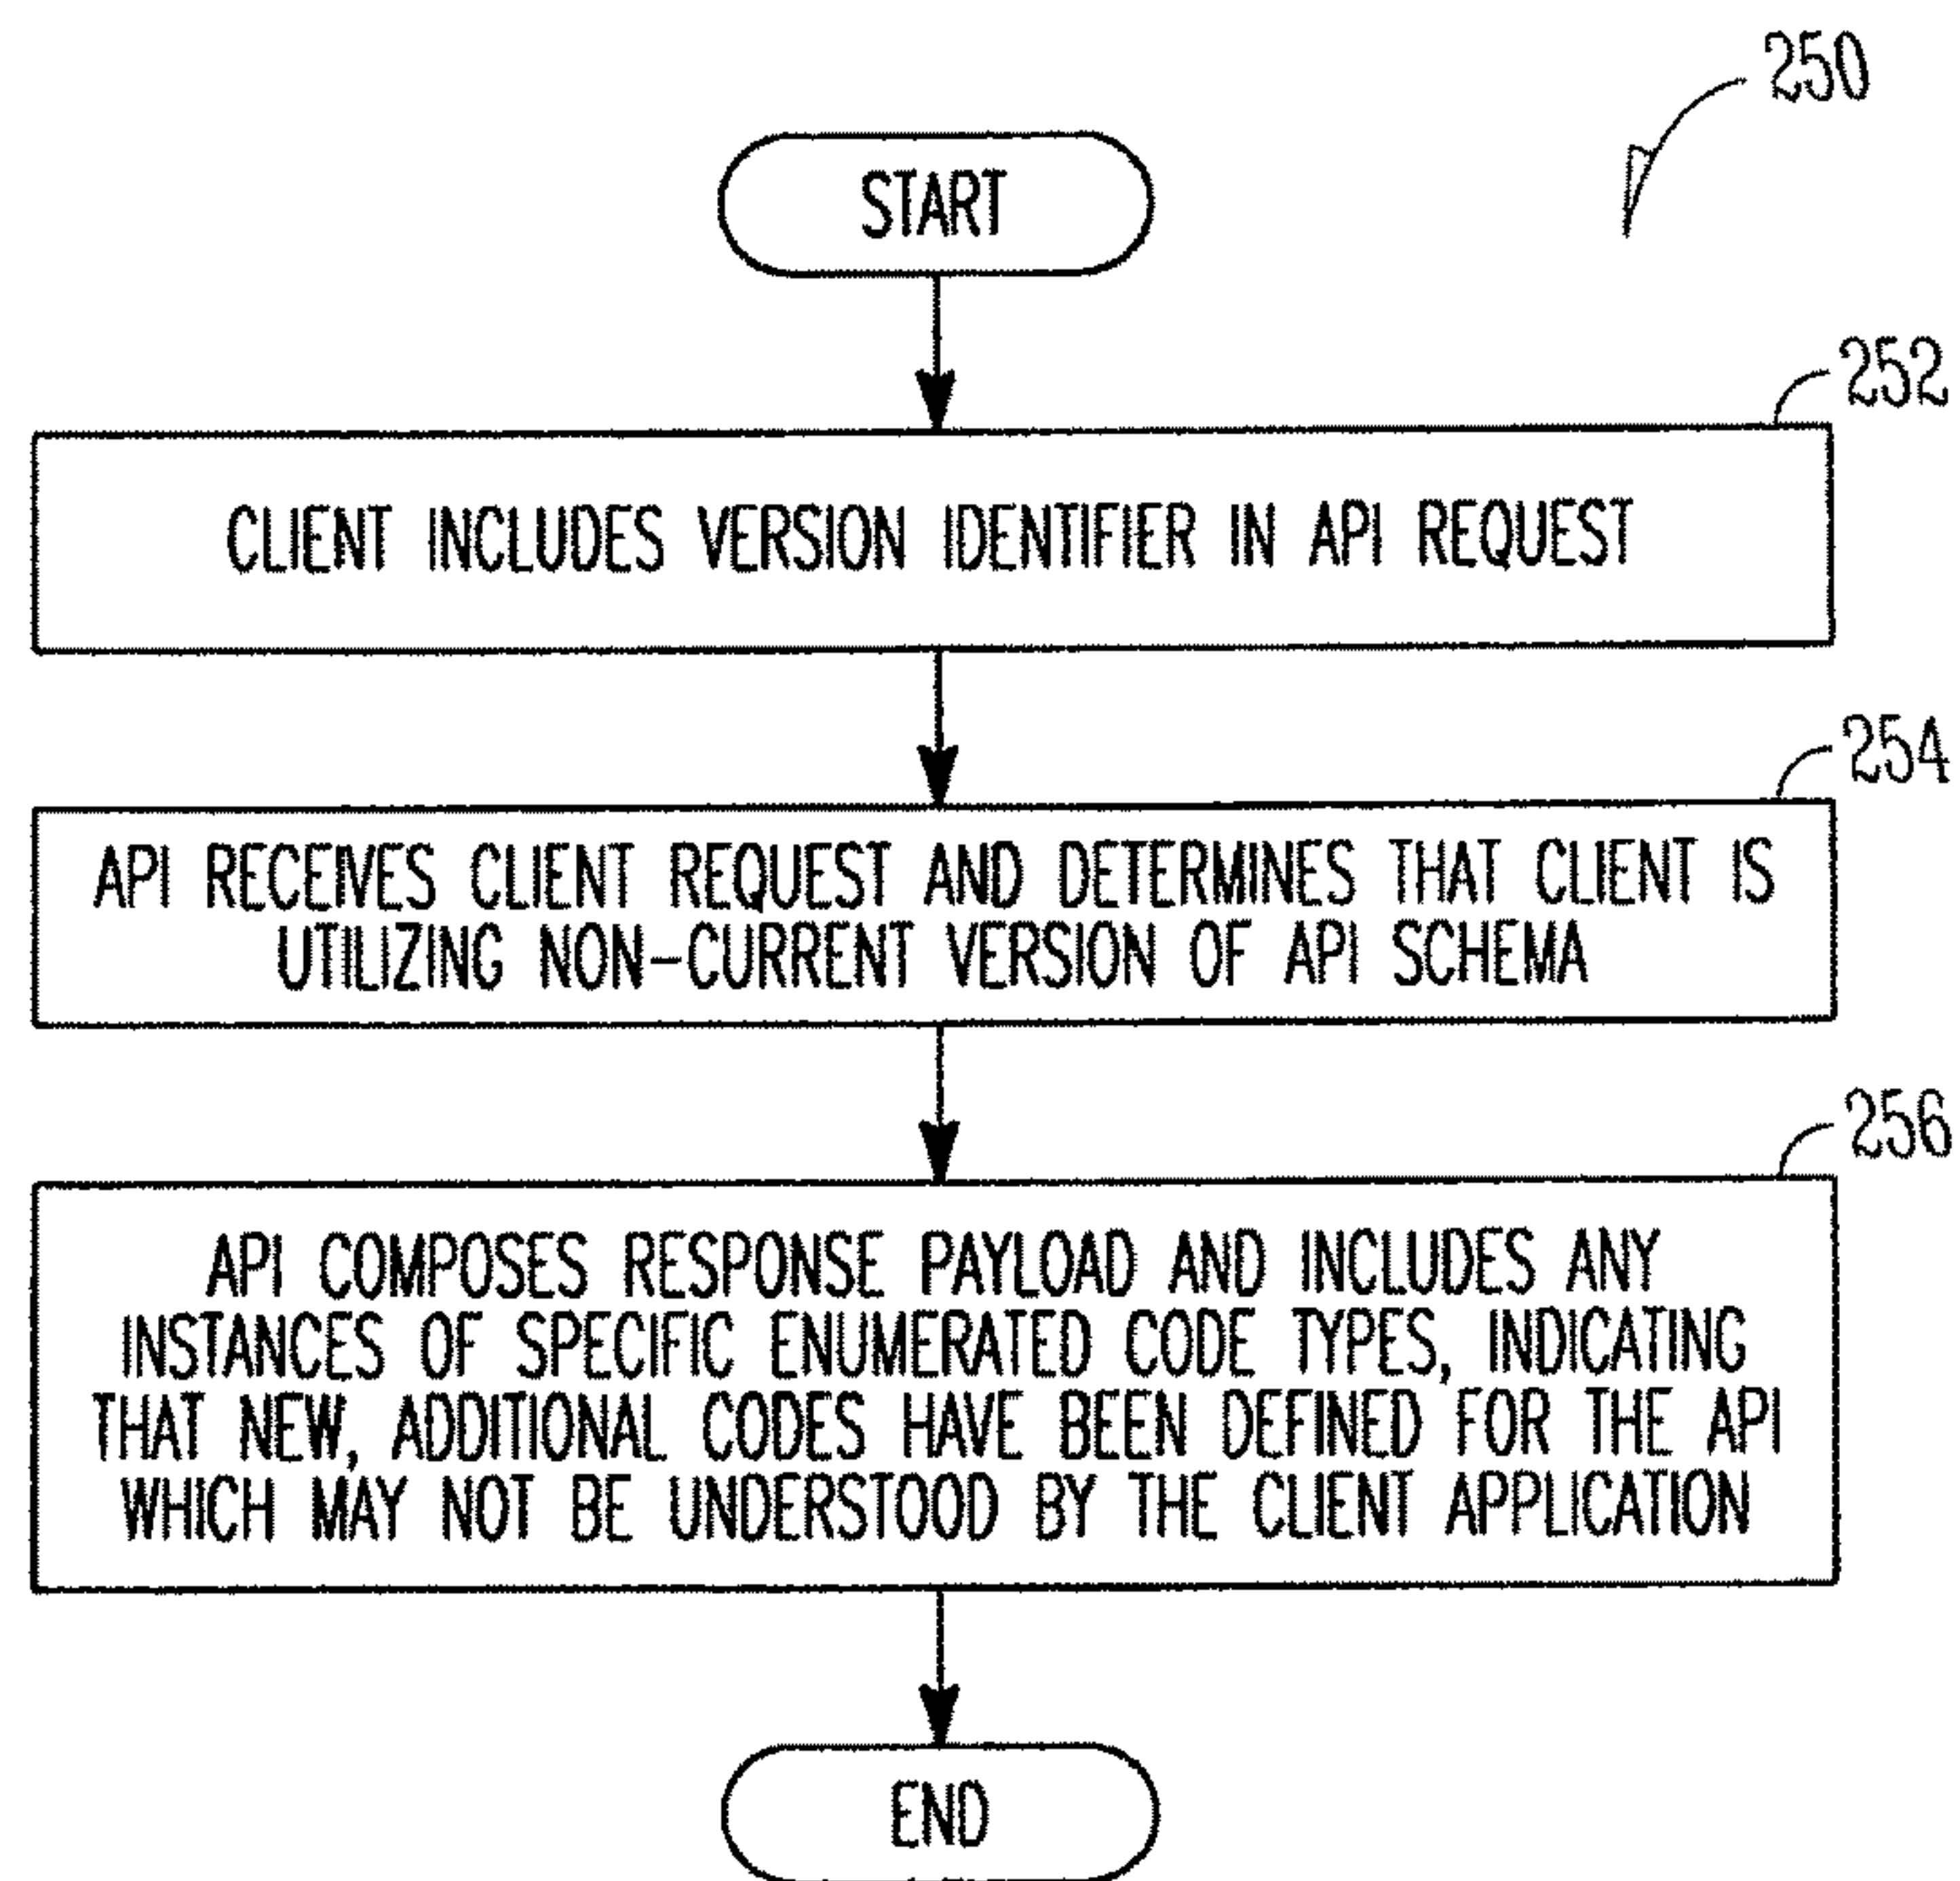 250
START
252
CLIENT INCLUDES VERSION IDENTIFIER IN API REQUEST
254
API RECEIVES CLIENT REQUEST AND DETERMINES THAT CLIENT IS
UTILIZING NON-CURRENT VERSION OF API SCHEMA
256
API COMPOSES RESPONSE PAYLOAD AND INCLUDES ANY
INSTANCES OF SPECIFIC ENUMERATED CODE TYPES, INDICATING
THAT NEW, ADDITIONAL CODES HAVE BEEN DEFINED FOR THE API
WHICH MAY NOT BE UNDERSTOOD BY THE CLIENT APPLICATION
END